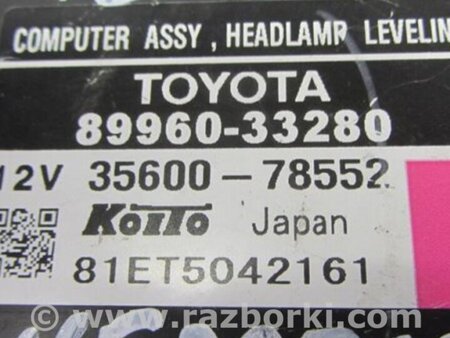 COMPUTER ASSY, HEADLAMP LEVELIN
TOYOTA
89960-33280
12V 35600-78552
KOITO Japan
81ET5042161
© www.razborki.com